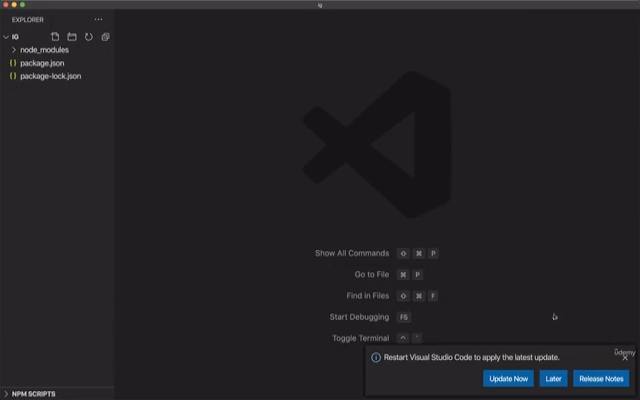 ig
EXPLORER
IG
node_modules
package.json
package-lock.json
Show All Commands ⇧ ⌘ P
Go to File ⌘ P
Find in Files ⇧ ⌘ F
Start Debugging F5
Toggle Terminal ^ `
Restart Visual Studio Code to apply the latest update.
Update Now Later Release Notes
udemy
NPM SCRIPTS